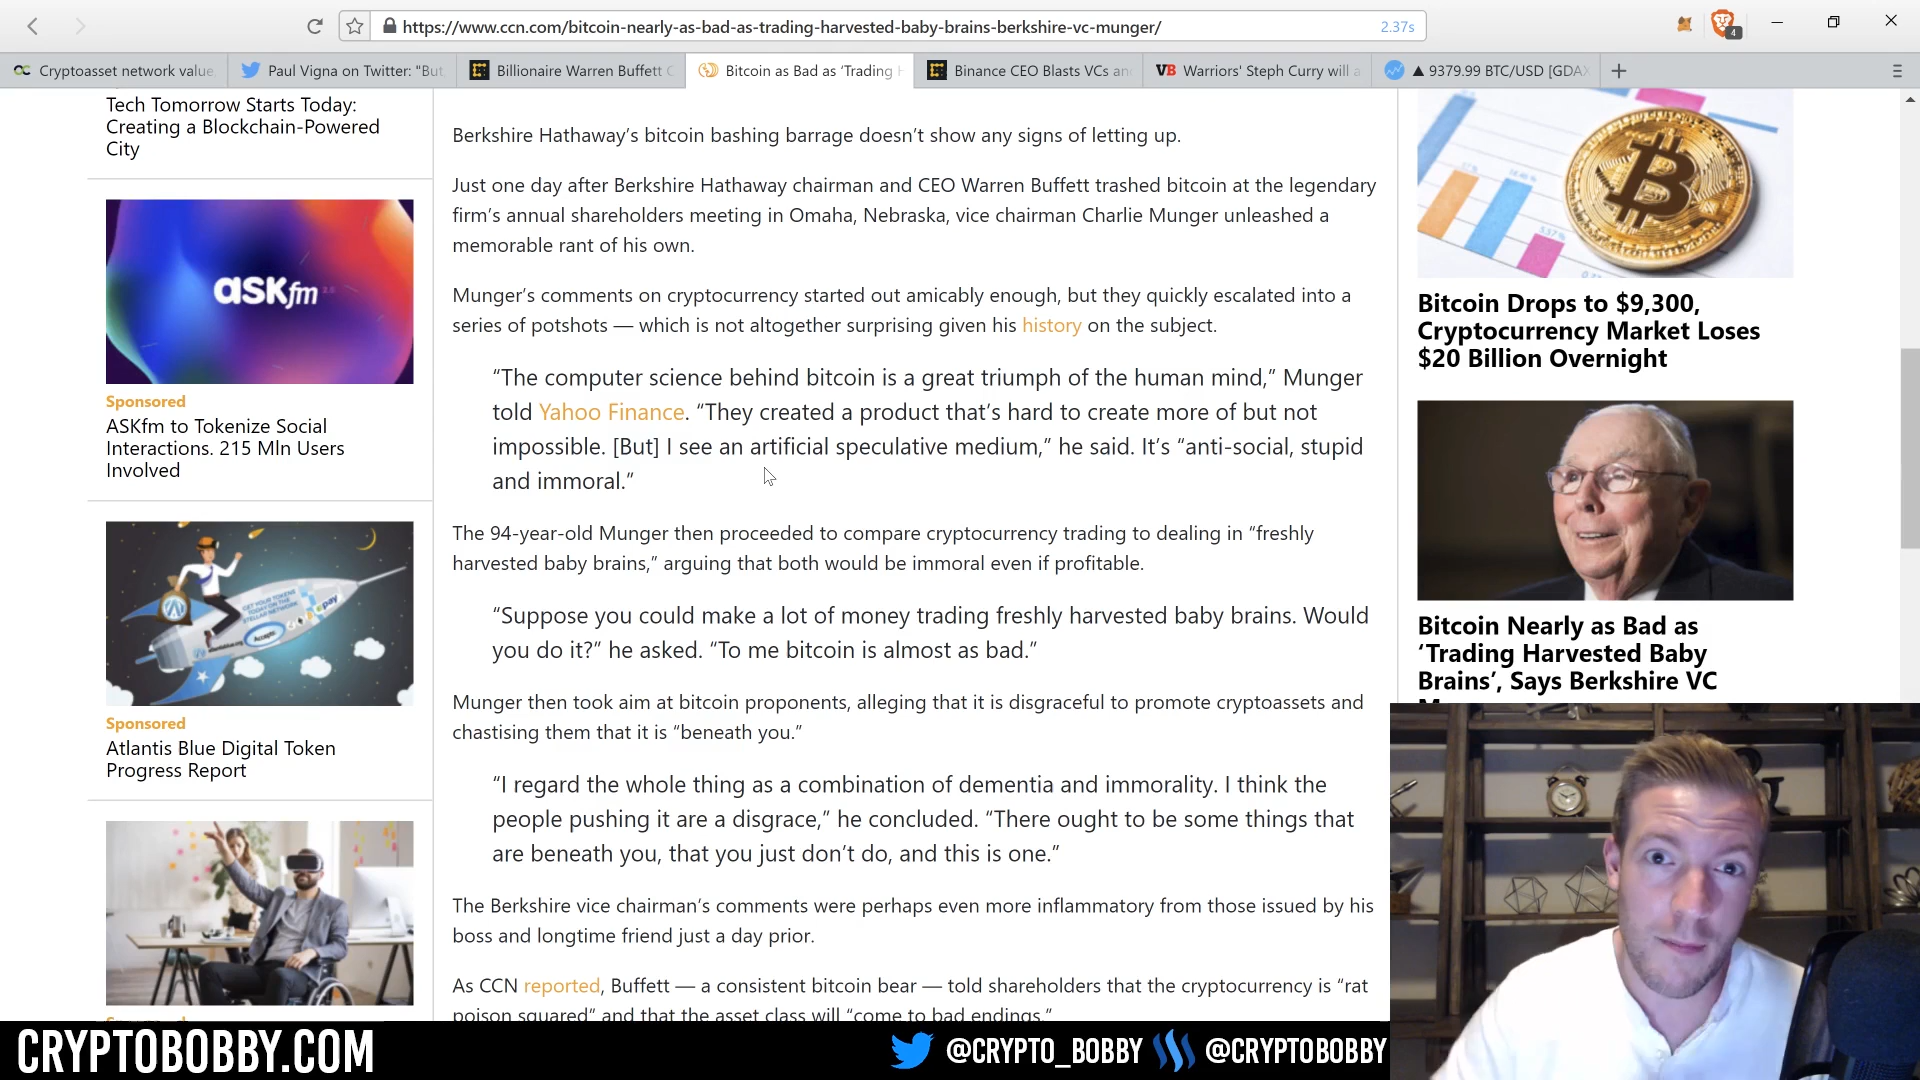 https://www.ccn.com/bitcoin-nearly-as-bad-as-trading-harvested-baby-brains-berkshire-vc-munger/
2.37s
4
Cryptoasset network value,
Paul Vigna on Twitter: "But
Billionaire Warren Buffett C
Bitcoin as Bad as ‘Trading H
Binance CEO Blasts VCs an
VB Warriors' Steph Curry will a
▲ 9379.99 BTC/USD [GDAX
Tech Tomorrow Starts Today:
Creating a Blockchain-Powered
City
ASKfm 2.0
Sponsored
ASKfm to Tokenize Social
Interactions. 215 Mln Users
Involved
Sponsored
Atlantis Blue Digital Token
Progress Report
Berkshire Hathaway’s bitcoin bashing barrage doesn’t show any signs of letting up.
Just one day after Berkshire Hathaway chairman and CEO Warren Buffett trashed bitcoin at the legendary
firm’s annual shareholders meeting in Omaha, Nebraska, vice chairman Charlie Munger unleashed a
memorable rant of his own.
Munger’s comments on cryptocurrency started out amicably enough, but they quickly escalated into a
series of potshots — which is not altogether surprising given his history on the subject.
“The computer science behind bitcoin is a great triumph of the human mind,” Munger
told Yahoo Finance. “They created a product that’s hard to create more of but not
impossible. [But] I see an artificial speculative medium,” he said. It’s “anti-social, stupid
and immoral.”
The 94-year-old Munger then proceeded to compare cryptocurrency trading to dealing in “freshly
harvested baby brains,” arguing that both would be immoral even if profitable.
“Suppose you could make a lot of money trading freshly harvested baby brains. Would
you do it?” he asked. “To me bitcoin is almost as bad.”
Munger then took aim at bitcoin proponents, alleging that it is disgraceful to promote cryptoassets and
chastising them that it is “beneath you.”
“I regard the whole thing as a combination of dementia and immorality. I think the
people pushing it are a disgrace,” he concluded. “There ought to be some things that
are beneath you, that you just don’t do, and this is one.”
The Berkshire vice chairman’s comments were perhaps even more inflammatory from those issued by his
boss and longtime friend just a day prior.
As CCN reported, Buffett — a consistent bitcoin bear — told shareholders that the cryptocurrency is “rat
poison squared” and that the asset class will “come to bad endings.”
Bitcoin Drops to $9,300,
Cryptocurrency Market Loses
$20 Billion Overnight
Bitcoin Nearly as Bad as
‘Trading Harvested Baby
Brains’, Says Berkshire VC
CRYPTOBOBBY.COM
@CRYPTO_BOBBY
@CRYPTOBOBBY